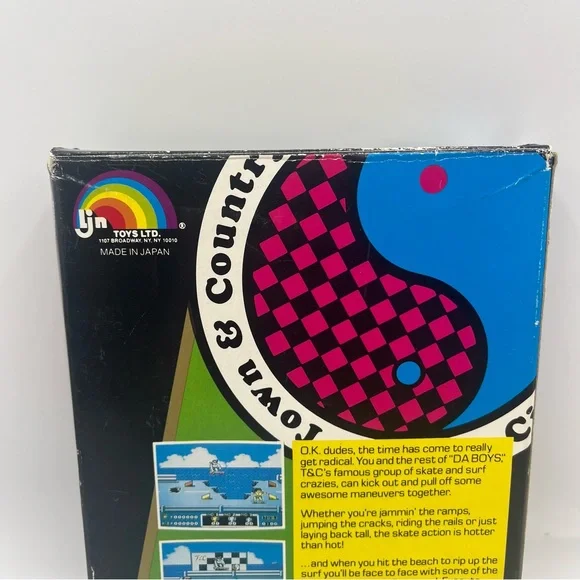 ljn
TOYS LTD. ®
1107 BROADWAY, NY, NY 10010
MADE IN JAPAN
Town & Countr
O.K. dudes, the time has come to really
get radical. You and the rest of "DA BOYS,"
T&C's famous group of skate and surf
crazies, can kick out and pull off some
awesome maneuvers together.
Whether you're jammin' the ramps,
jumping the cracks, riding the rails or just
laying back tall, the skate action is hotter
than hot!
...and when you hit the beach to rip up the
surf you'll be face to face with some of the